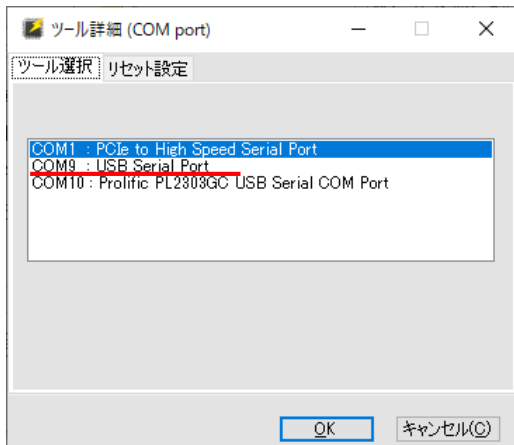 ツール詳細 (COM port)
ツール選択 リセット設定
COM1 : PCIe to High Speed Serial Port
COM9 : USB Serial Port
COM10 : Prolific PL2303GC USB Serial COM Port
OK キャンセル(C)